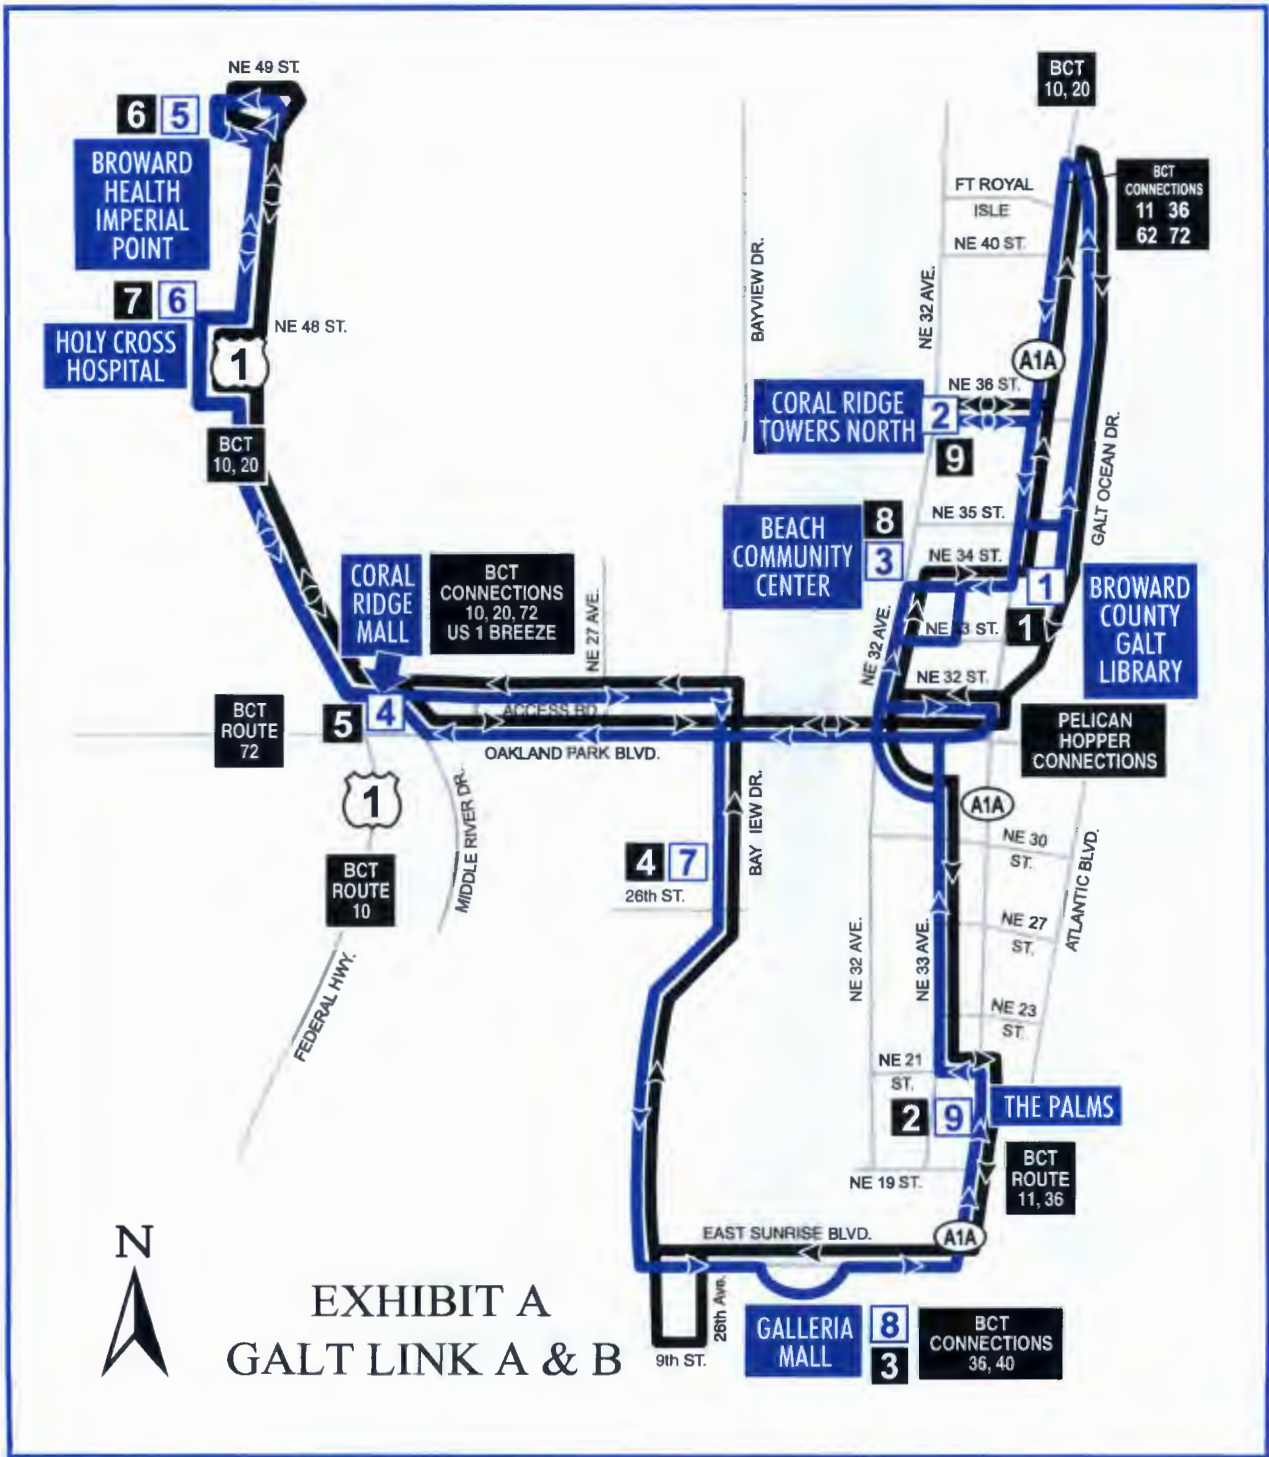 NE 49 ST.
BCT
10, 20
6 5
BROWARD
HEALTH
IMPERIAL
POINT
BCT
CONNECTIONS
11 36
62 72
FT ROYAL
ISLE
NE 40 ST.
BAYVIEW DR.
NE 32 AVE.
7 6
HOLY CROSS
HOSPITAL
NE 48 ST.
1
A1A
NE 36 ST.
CORAL RIDGE
TOWERS NORTH
2
9
GALT OCEAN DR.
BCT
10, 20
NE 35 ST.
BEACH
COMMUNITY
CENTER
8
3
NE 34 ST.
1
1
BROWARD
COUNTY
GALT
LIBRARY
CORAL
RIDGE
MALL
BCT
CONNECTIONS
10, 20, 72
US 1 BREEZE
NE 27 AVE.
NE 32 AVE.
ST.
NE 32 ST.
BCT
ROUTE
72
5 4
ACCESS RD.
OAKLAND PARK BLVD.
PELICAN
HOPPER
CONNECTIONS
1
MIDDLE RIVER DR.
BAY IEW DR.
A1A
NE 30
ST.
ATLANTIC BLVD.
4 7
26th ST.
BCT
ROUTE
10
FEDERAL HWY.
NE 32 AVE.
NE 33 AVE.
NE 27
ST.
NE 23
ST.
NE 21
ST.
2 9
THE PALMS
BCT
ROUTE
11, 36
NE 19 ST.
EAST SUNRISE BLVD.
A1A
N
EXHIBIT A
GALT LINK A & B
26th Ave.
9th ST.
GALLERIA
MALL
8
3
BCT
CONNECTIONS
36, 40